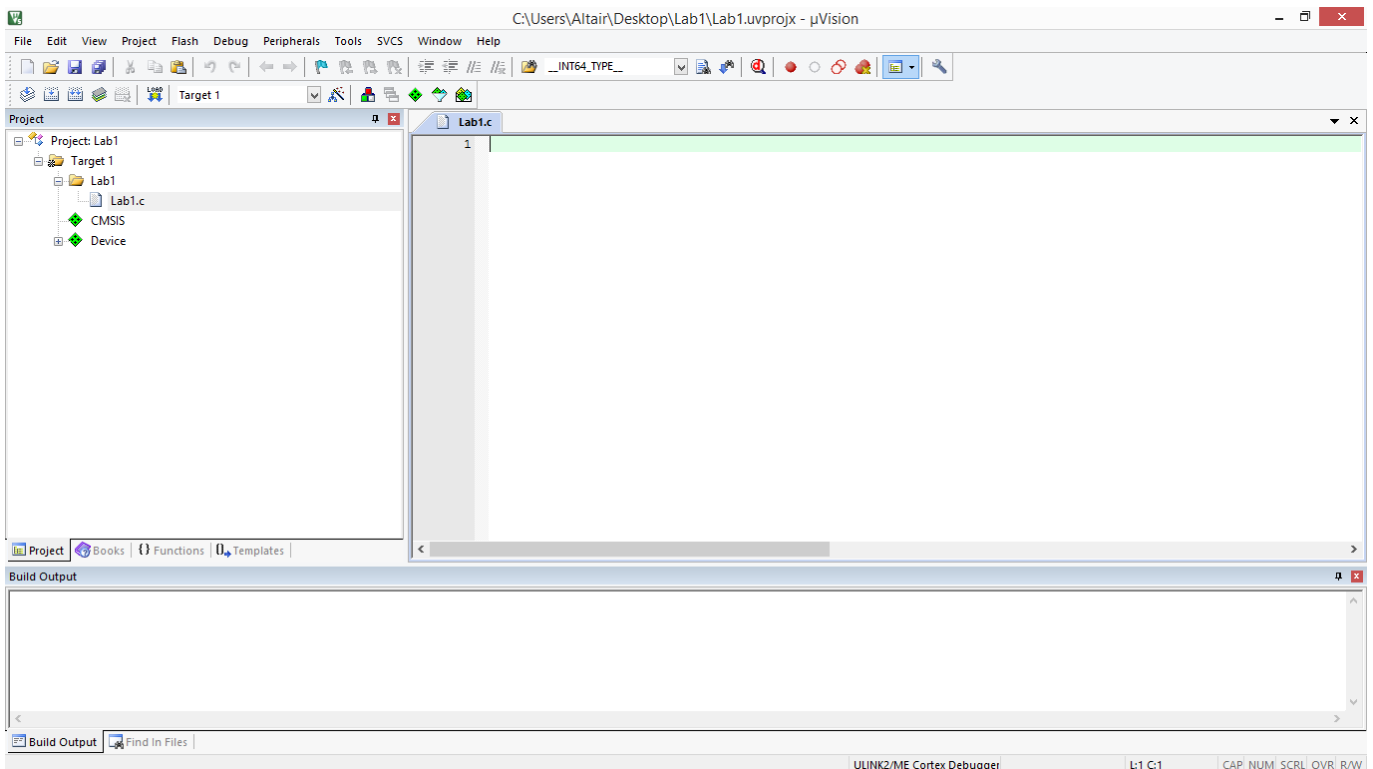 C:\Users\Altair\Desktop\Lab1\Lab1.uvprojx - µVision
File Edit View Project Flash Debug Peripherals Tools SVCS Window Help
__INT64_TYPE__
LOAD Target 1
Project
Lab1.c
1
Project: Lab1
Target 1
Lab1
Lab1.c
CMSIS
Device
Project Books {} Functions 0 Templates
Build Output
Build Output Find In Files
ULINK2/ME Cortex Debugger L:1 C:1 CAP NUM SCRL OVR R/W